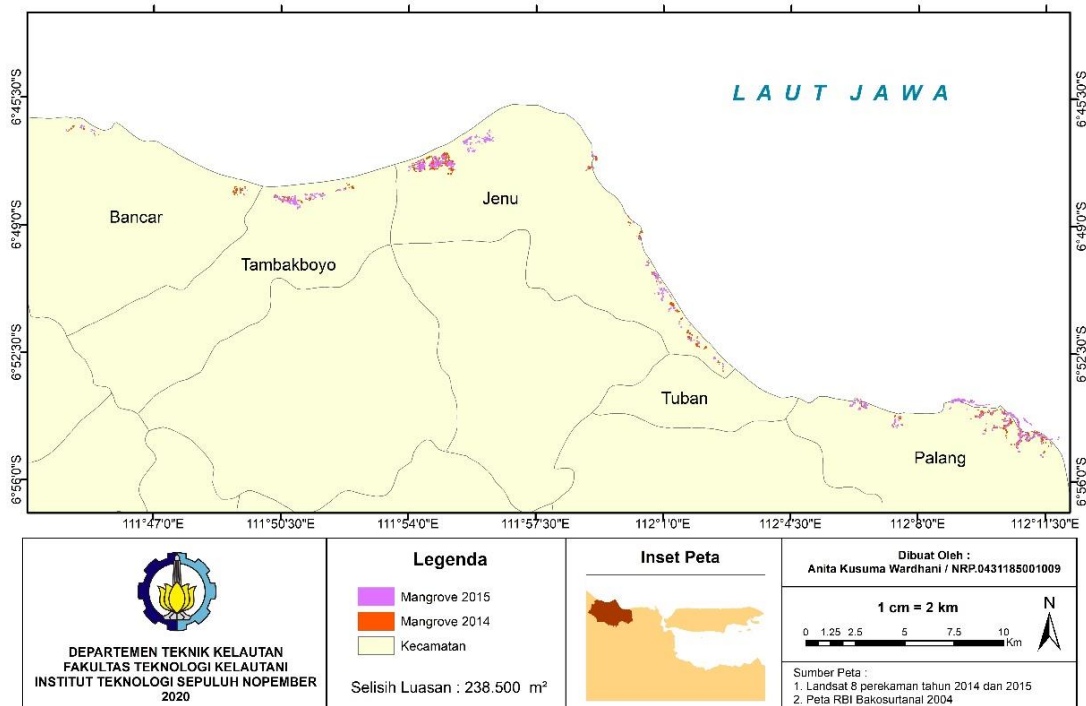 LAUT JAWA
Bancar
Tambakboyo
Jenu
Tuban
Palang
6°45'30"S
6°49'0"S
6°52'30"S
6°56'0"S
6°45'30"S
6°49'0"S
6°52'30"S
6°56'0"S
111°47'0"E
111°50'30"E
111°54'0"E
111°57'30"E
112°1'0"E
112°4'30"E
112°8'0"E
112°11'30"E
DEPARTEMEN TEKNIK KELAUTAN
FAKULTAS TEKNOLOGI KELAUTANI
INSTITUT TEKNOLOGI SEPULUH NOPEMBER
2020
Legenda
Mangrove 2015
Mangrove 2014
Kecamatan
Selisih Luasan : 238.500 m²
Inset Peta
Dibuat Oleh :
Anita Kusuma Wardhani / NRP.0431185001009
1 cm = 2 km
N
0 1.25 2.5 5 7.5 10
Km
Sumber Peta :
1. Landsat 8 perekaman tahun 2014 dan 2015
2. Peta RBI Bakosurtanal 2004